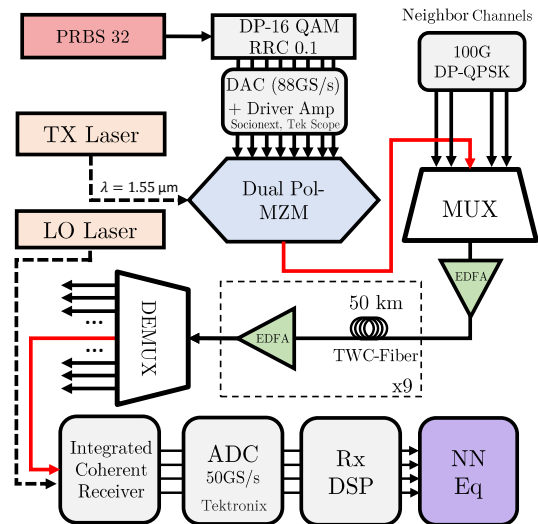 PRBS 32
DP-16 QAM
RRC 0.1
Neighbor Channels
100G
DP-QPSK
DAC (88GS/s)
+ Driver Amp
Socionext, Tek Scope
TX Laser
λ = 1.55 μm
Dual Pol-
MZM
MUX
LO Laser
EDFA
DEMUX
...
...
EDFA
50 km
TWC-Fiber
x9
Integrated
Coherent
Receiver
ADC
50GS/s
Tektronix
Rx
DSP
NN
Eq